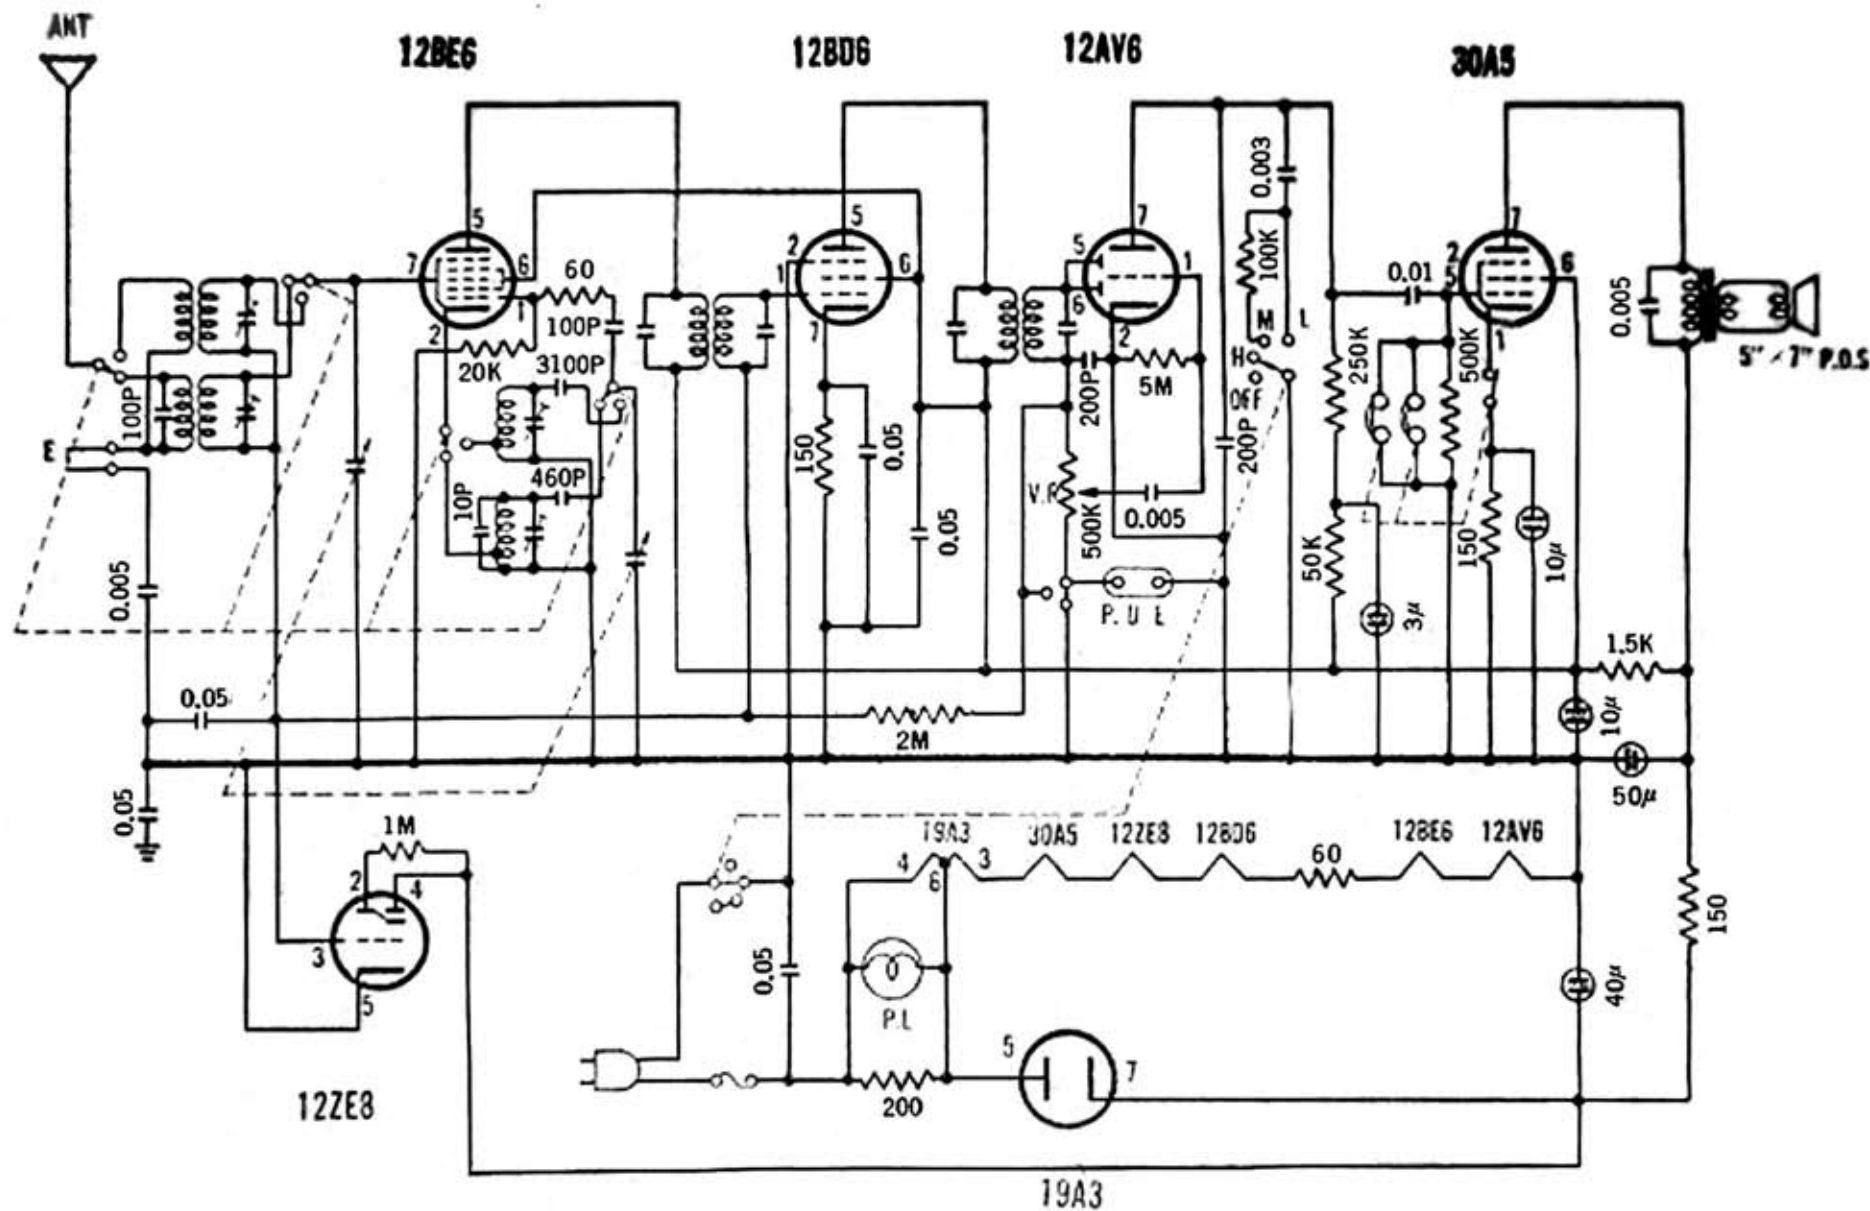 ANT
12BE6
12BD6
12AV6
30A5
5
7
6
1
2
60
100P
20K
3100P
460P
10P
100P
E
0.005
0.05
0.05
5
2
1
6
7
150
0.05
0.05
7
5
6
1
2
200P
5M
V.R
500K
0.005
P. U E
2M
200P
0.003
100K
M
L
H
OFF
250K
50K
3μ
0.01
500K
150
10μ
7
2
5
6
1
0.005
5" × 7" P.D.S
1.5K
10μ
50μ
150
40μ
1M
2
4
3
5
12ZE8
0.05
19A3
30A5
12ZE8
12BD6
60
12BE6
12AV6
4
6
3
P.L
200
5
7
19A3